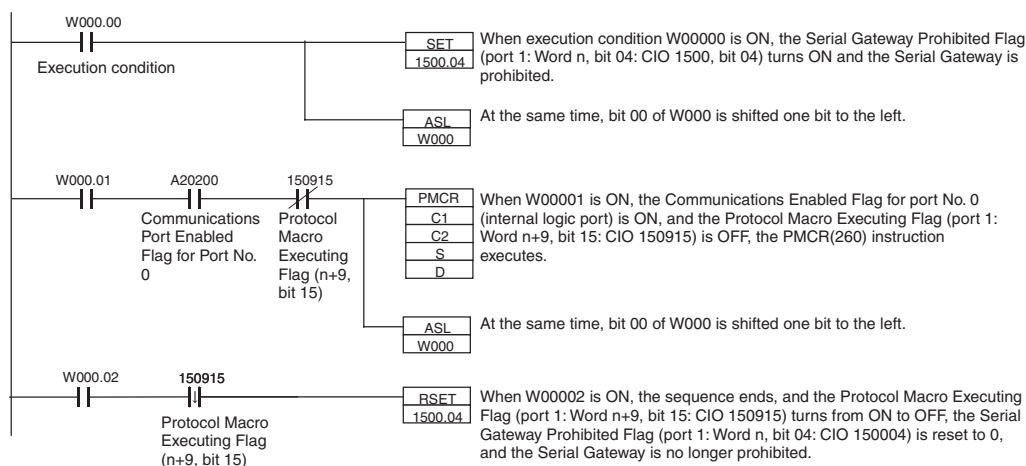 W000.00
Execution condition
SET
1500.04
When execution condition W00000 is ON, the Serial Gateway Prohibited Flag
(port 1: Word n, bit 04: CIO 1500, bit 04) turns ON and the Serial Gateway is
prohibited.
ASL
W000
At the same time, bit 00 of W000 is shifted one bit to the left.
W000.01
A20200
150915
Communications
Port Enabled
Flag for Port No.
0
Protocol
Macro
Executing
Flag (n+9,
bit 15)
PMCR
C1
C2
S
D
When W00001 is ON, the Communications Enabled Flag for port No. 0
(internal logic port) is ON, and the Protocol Macro Executing Flag (port 1:
Word n+9, bit 15: CIO 150915) is OFF, the PMCR(260) instruction
executes.
ASL
W000
At the same time, bit 00 of W000 is shifted one bit to the left.
W000.02
150915
Protocol Macro
Executing Flag
(n+9, bit 15)
RSET
1500.04
When W00002 is ON, the sequence ends, and the Protocol Macro Executing
Flag (port 1: Word n+9, bit 15: CIO 150915) turns from ON to OFF, the Serial
Gateway Prohibited Flag (port 1: Word n, bit 04: CIO 150004) is reset to 0,
and the Serial Gateway is no longer prohibited.